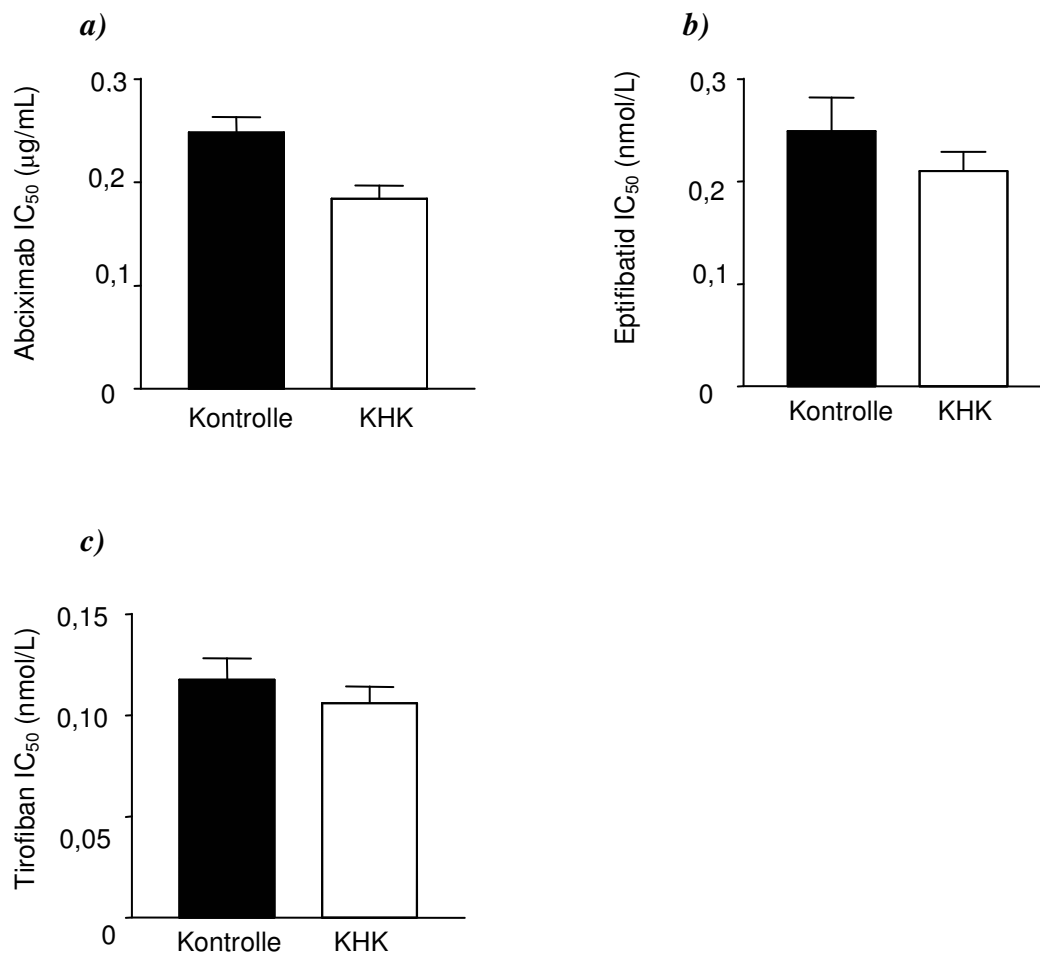 a)
Abciximab IC50 (µg/mL)
0,3
0,2
0,1
0
Kontrolle KHK
b)
Eptifibatid IC50 (nmol/L)
0,3
0,2
0,1
0
Kontrolle KHK
c)
Tirofiban IC50 (nmol/L)
0,15
0,10
0,05
0
Kontrolle KHK